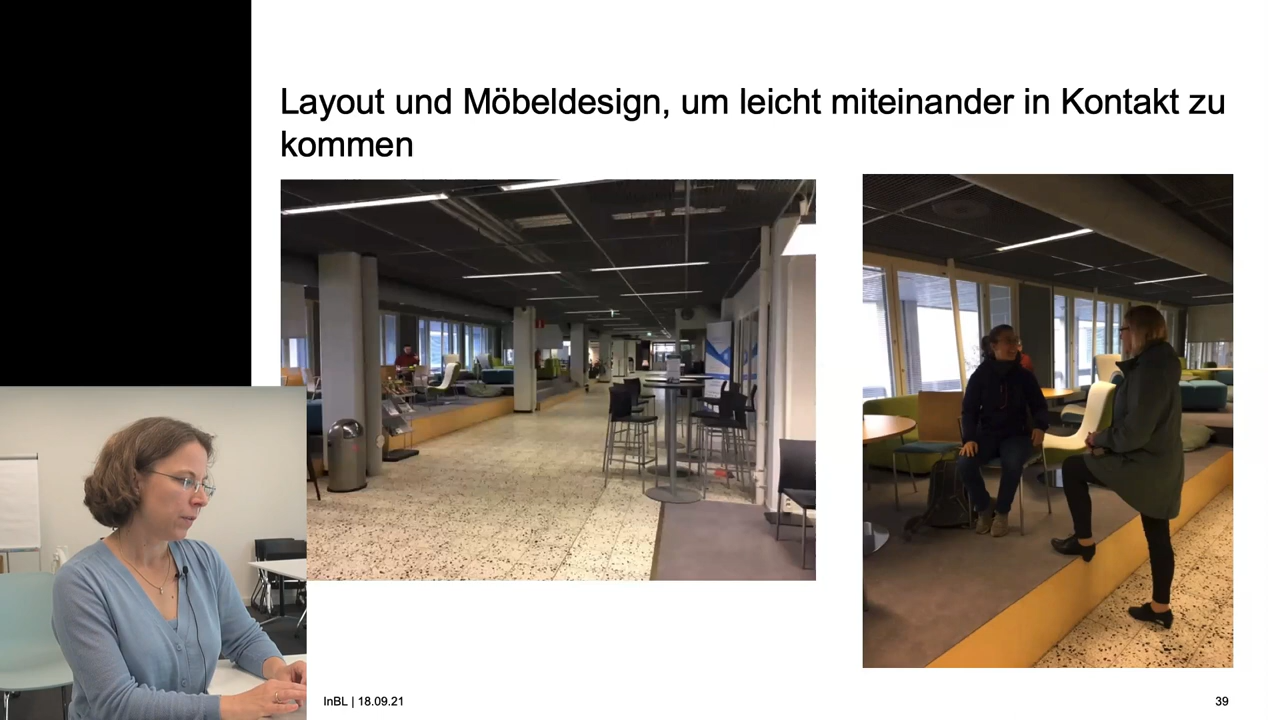 Layout und Möbeldesign, um leicht miteinander in Kontakt zu
kommen
InBL | 18.09.21
39